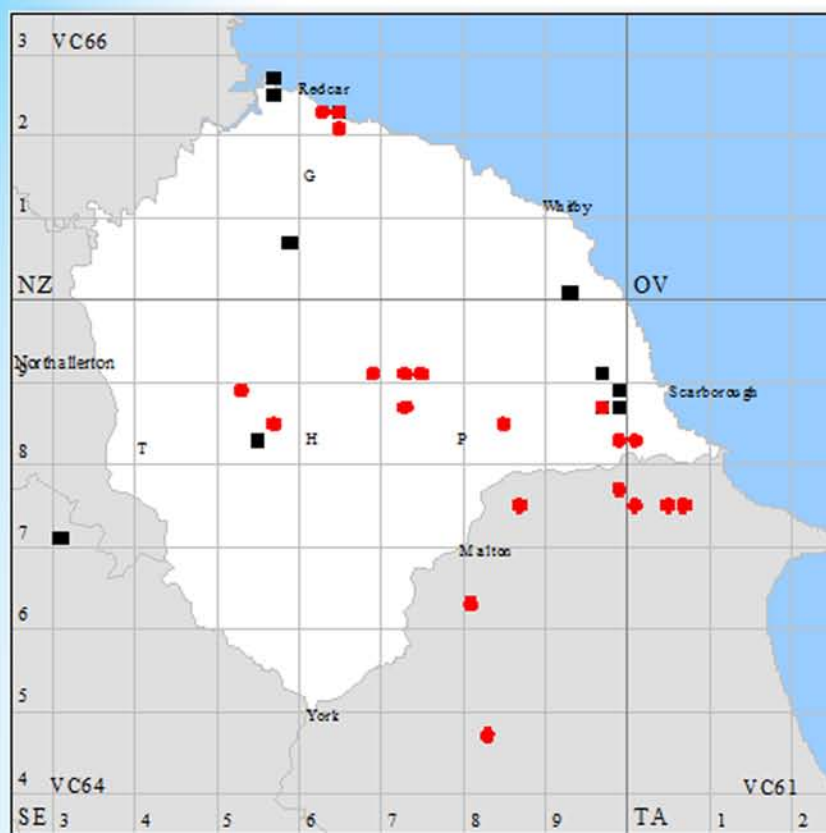 3 VC66
Redcar
2
G
1
Whitby
NZ
OV
Northallerton
9
Scarborough
T
H
P
8
7
Malton
6
5
York
4
VC64
VC61
SE 3 4 5 6 7 8 9 TA 1 2